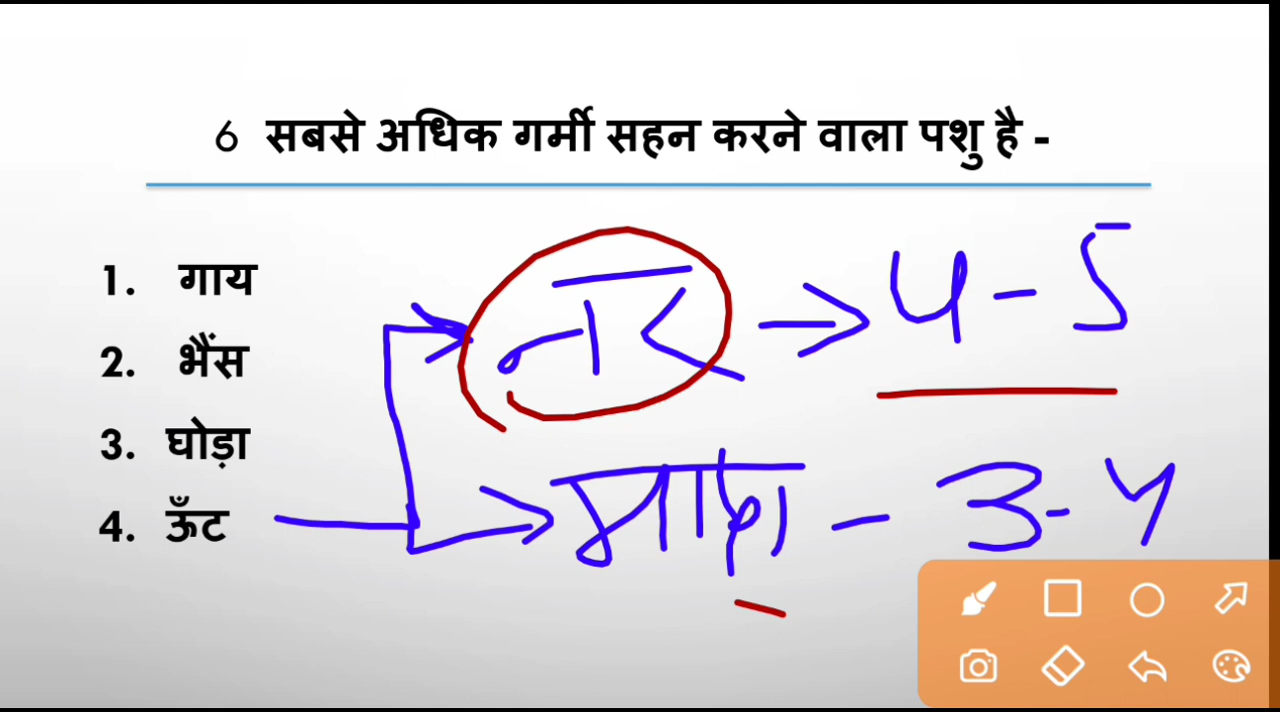 6 सबसे अधिक गर्मी सहन करने वाला पशु है -
1. गाय
2. भैंस
3. घोड़ा
4. ऊँट
नर → 4-5
मादा - 3-4